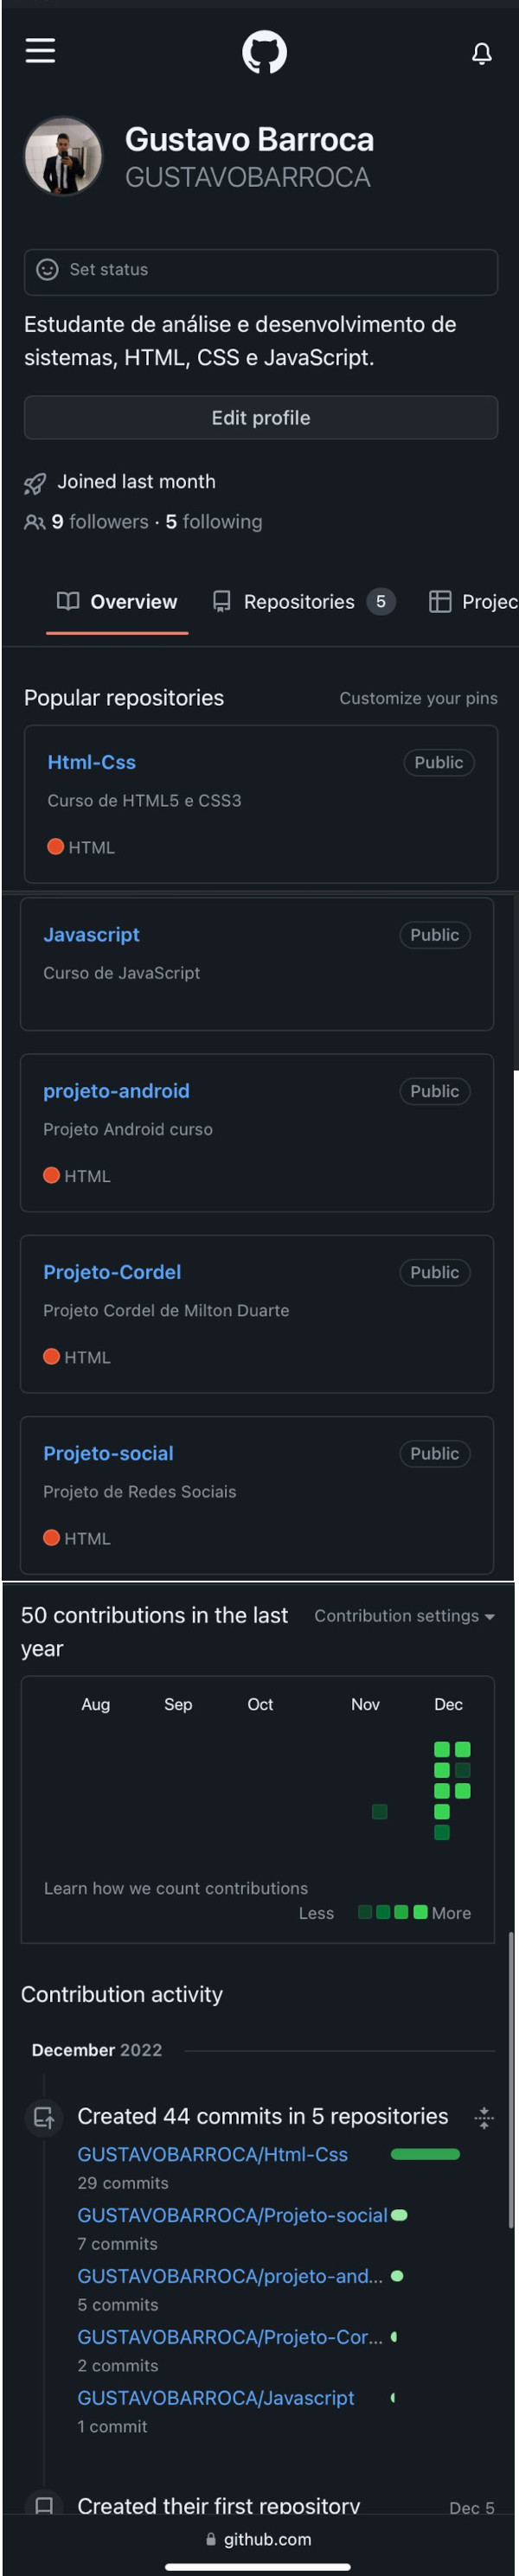 Gustavo Barroca
GUSTAVOBARROCA
Set status
Estudante de análise e desenvolvimento de
sistemas, HTML, CSS e JavaScript.
Edit profile
Joined last month
9 followers · 5 following
Overview Repositories 5 Projec
Popular repositories Customize your pins
Html-Css Public
Curso de HTML5 e CSS3
HTML
Javascript Public
Curso de JavaScript
projeto-android Public
Projeto Android curso
HTML
Projeto-Cordel Public
Projeto Cordel de Milton Duarte
HTML
Projeto-social Public
Projeto de Redes Sociais
HTML
50 contributions in the last Contribution settings
year
Aug Sep Oct Nov Dec
Learn how we count contributions
Less More
Contribution activity
December 2022
Created 44 commits in 5 repositories
GUSTAVOBARROCA/Html-Css
29 commits
GUSTAVOBARROCA/Projeto-social
7 commits
GUSTAVOBARROCA/projeto-and...
5 commits
GUSTAVOBARROCA/Projeto-Cor...
2 commits
GUSTAVOBARROCA/Javascript
1 commit
Created their first repository Dec 5
github.com